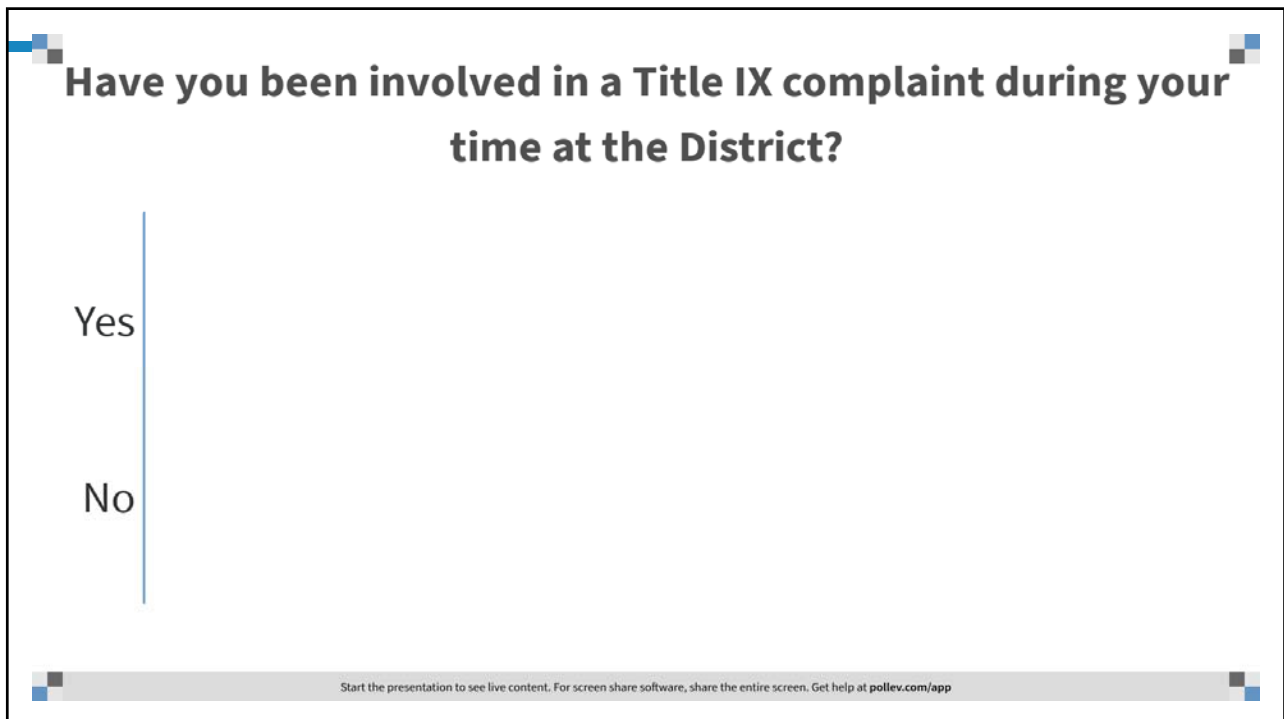 Have you been involved in a Title IX complaint during your
time at the District?
Yes
No
Start the presentation to see live content. For screen share software, share the entire screen. Get help at pollev.com/app